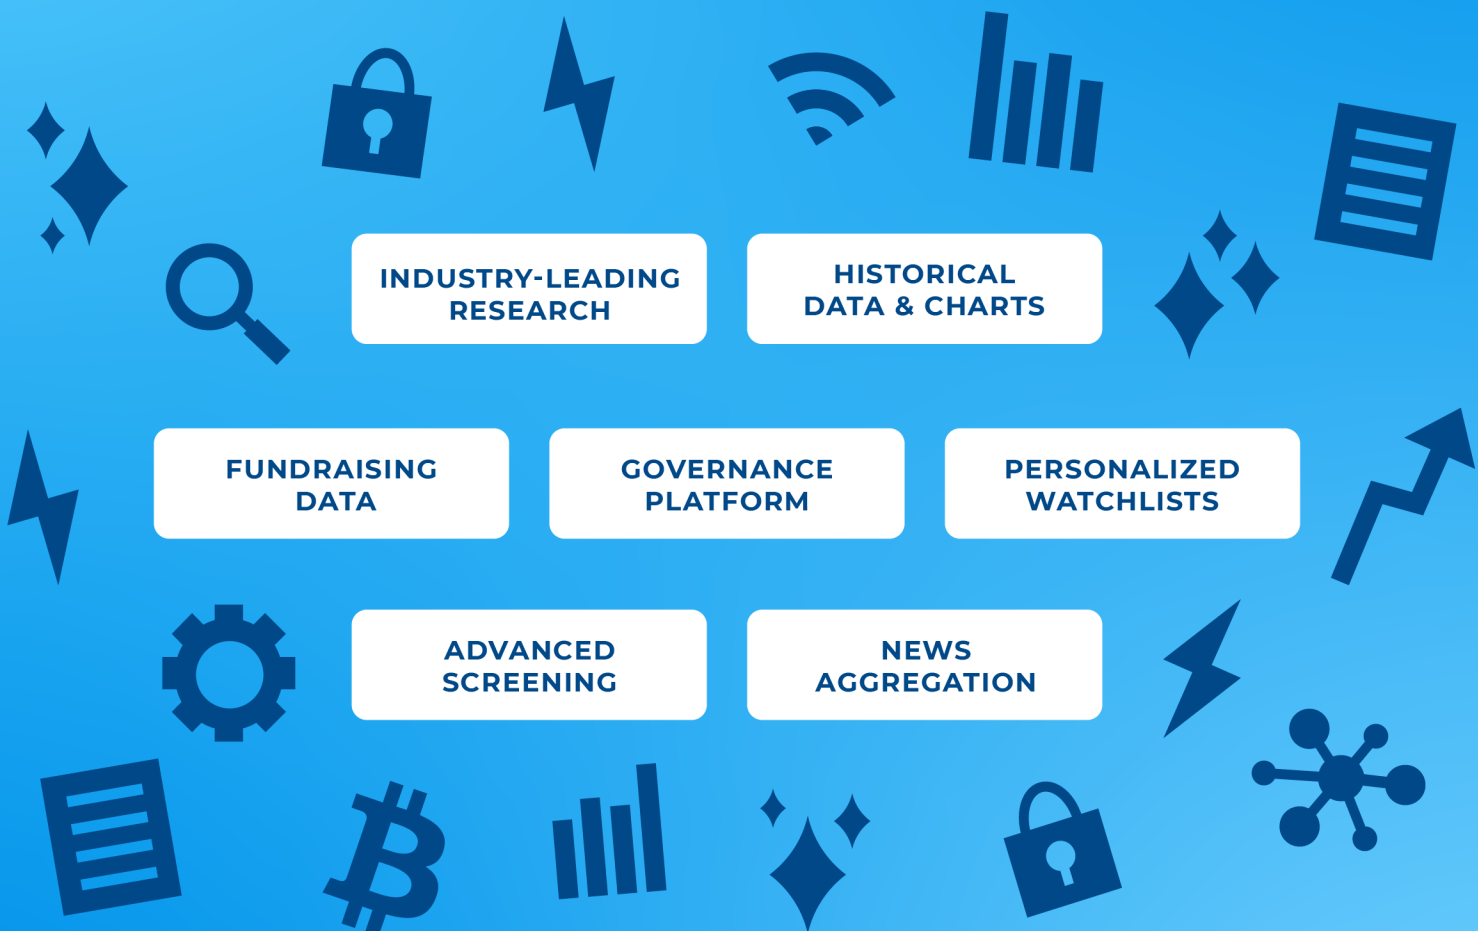 INDUSTRY-LEADING
RESEARCH
HISTORICAL
DATA & CHARTS
FUNDRAISING
DATA
GOVERNANCE
PLATFORM
PERSONALIZED
WATCHLISTS
ADVANCED
SCREENING
NEWS
AGGREGATION